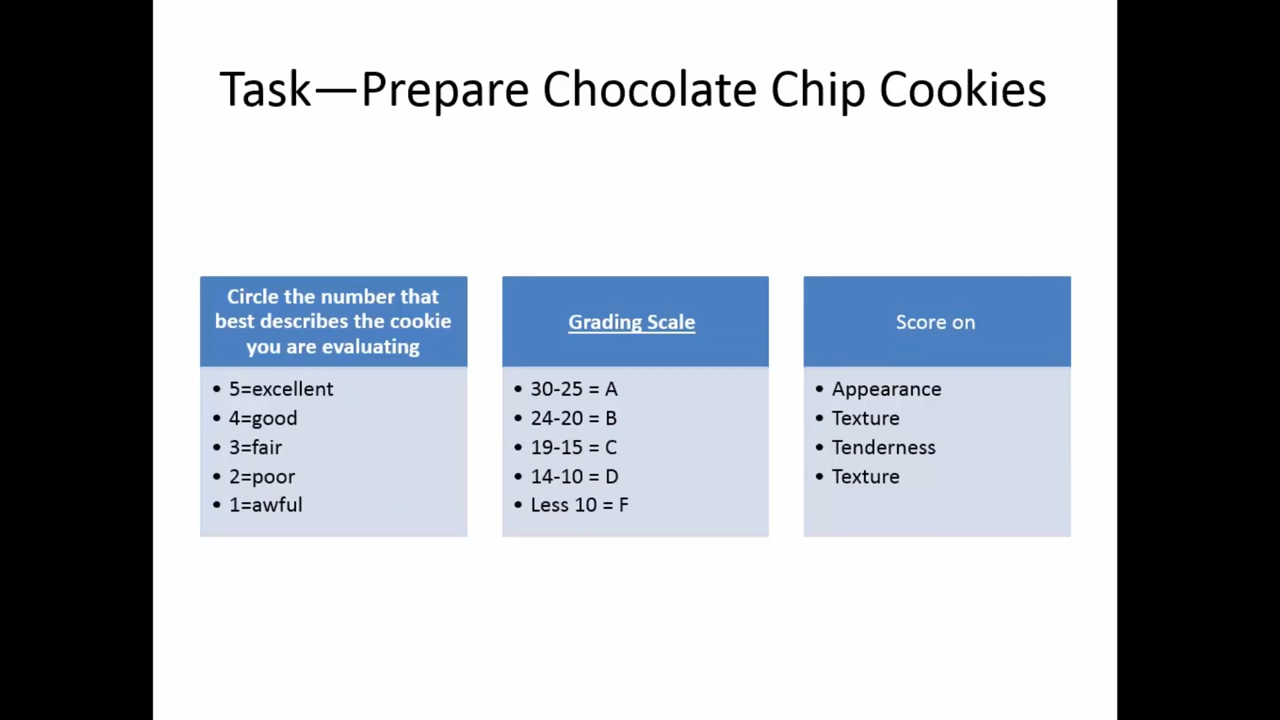 Task—Prepare Chocolate Chip Cookies
Circle the number that
best describes the cookie
you are evaluating
• 5=excellent
• 4=good
• 3=fair
• 2=poor
• 1=awful
Grading Scale
• 30-25 = A
• 24-20 = B
• 19-15 = C
• 14-10 = D
• Less 10 = F
Score on
• Appearance
• Texture
• Tenderness
• Texture